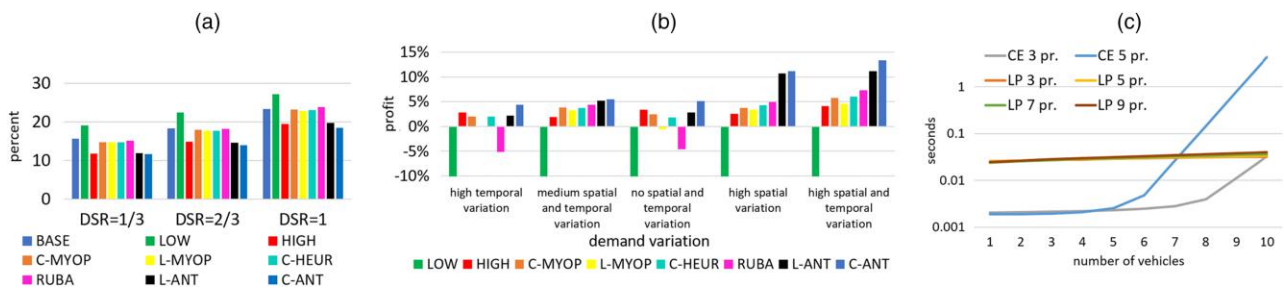 (a)
percent
30
20
10
0
DSR=1/3
DSR=2/3
DSR=1
BASE
LOW
HIGH
C-MYOP
L-MYOP
C-HEUR
RUBA
L-ANT
C-ANT
(b)
profit
15%
10%
5%
0%
-5%
-10%
high temporal
variation
medium spatial
and temporal
variation
no spatial and
temporal
variation
high spatial
variation
high spatial and
temporal variation
demand variation
LOW
HIGH
C-MYOP
L-MYOP
C-HEUR
RUBA
L-ANT
C-ANT
(c)
CE 3 pr.
CE 5 pr.
LP 3 pr.
LP 5 pr.
LP 7 pr.
LP 9 pr.
seconds
1
0.1
0.01
0.001
1 2 3 4 5 6 7 8 9 10
number of vehicles